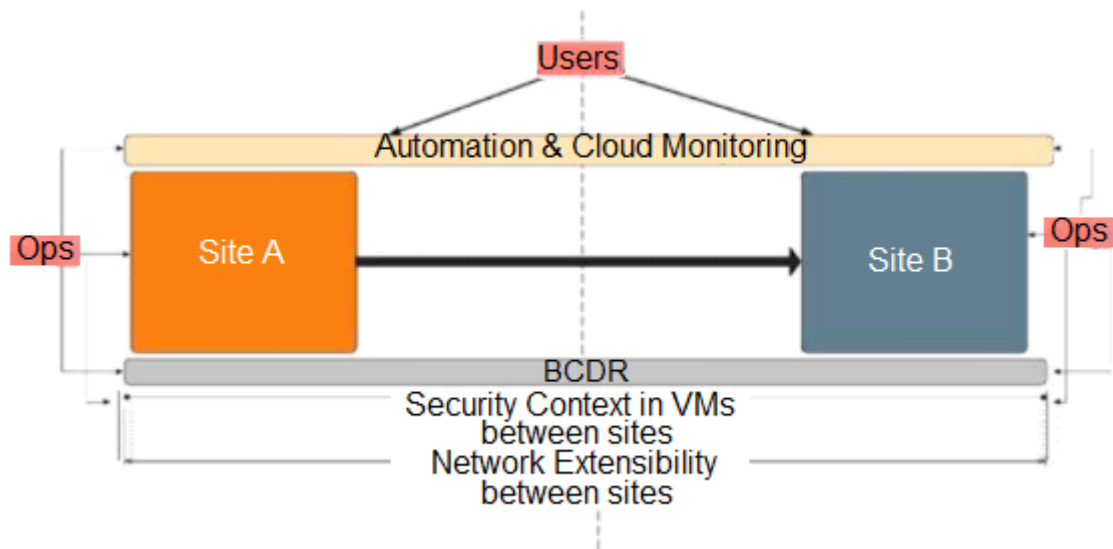 Users
Automation & Cloud Monitoring
Ops
Site A
Site B
Ops
BCDR
Security Context in VMs
between sites
Network Extensibility
between sites